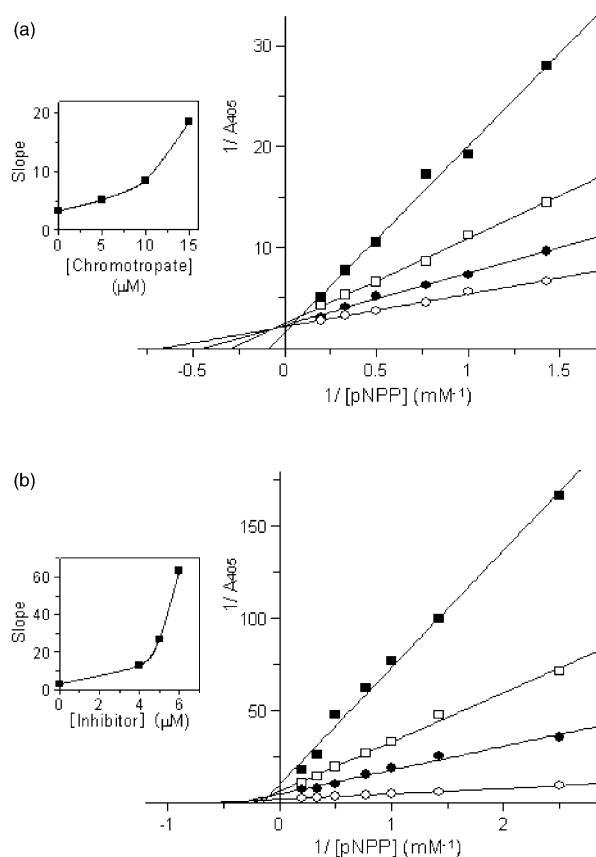 (a)
30
20
10
1/ A405
20
10
0
Slope
0 5 10 15
[Chromotropate]
(µM)
-0.5 0 0.5 1 1.5
1/ [pNPP] (mM-1)
(b)
150
100
50
1/ A405
60
40
20
0
Slope
0 2 4 6
[Inhibitor] (µM)
-1 0 1 2
1/ [pNPP] (mM-1)